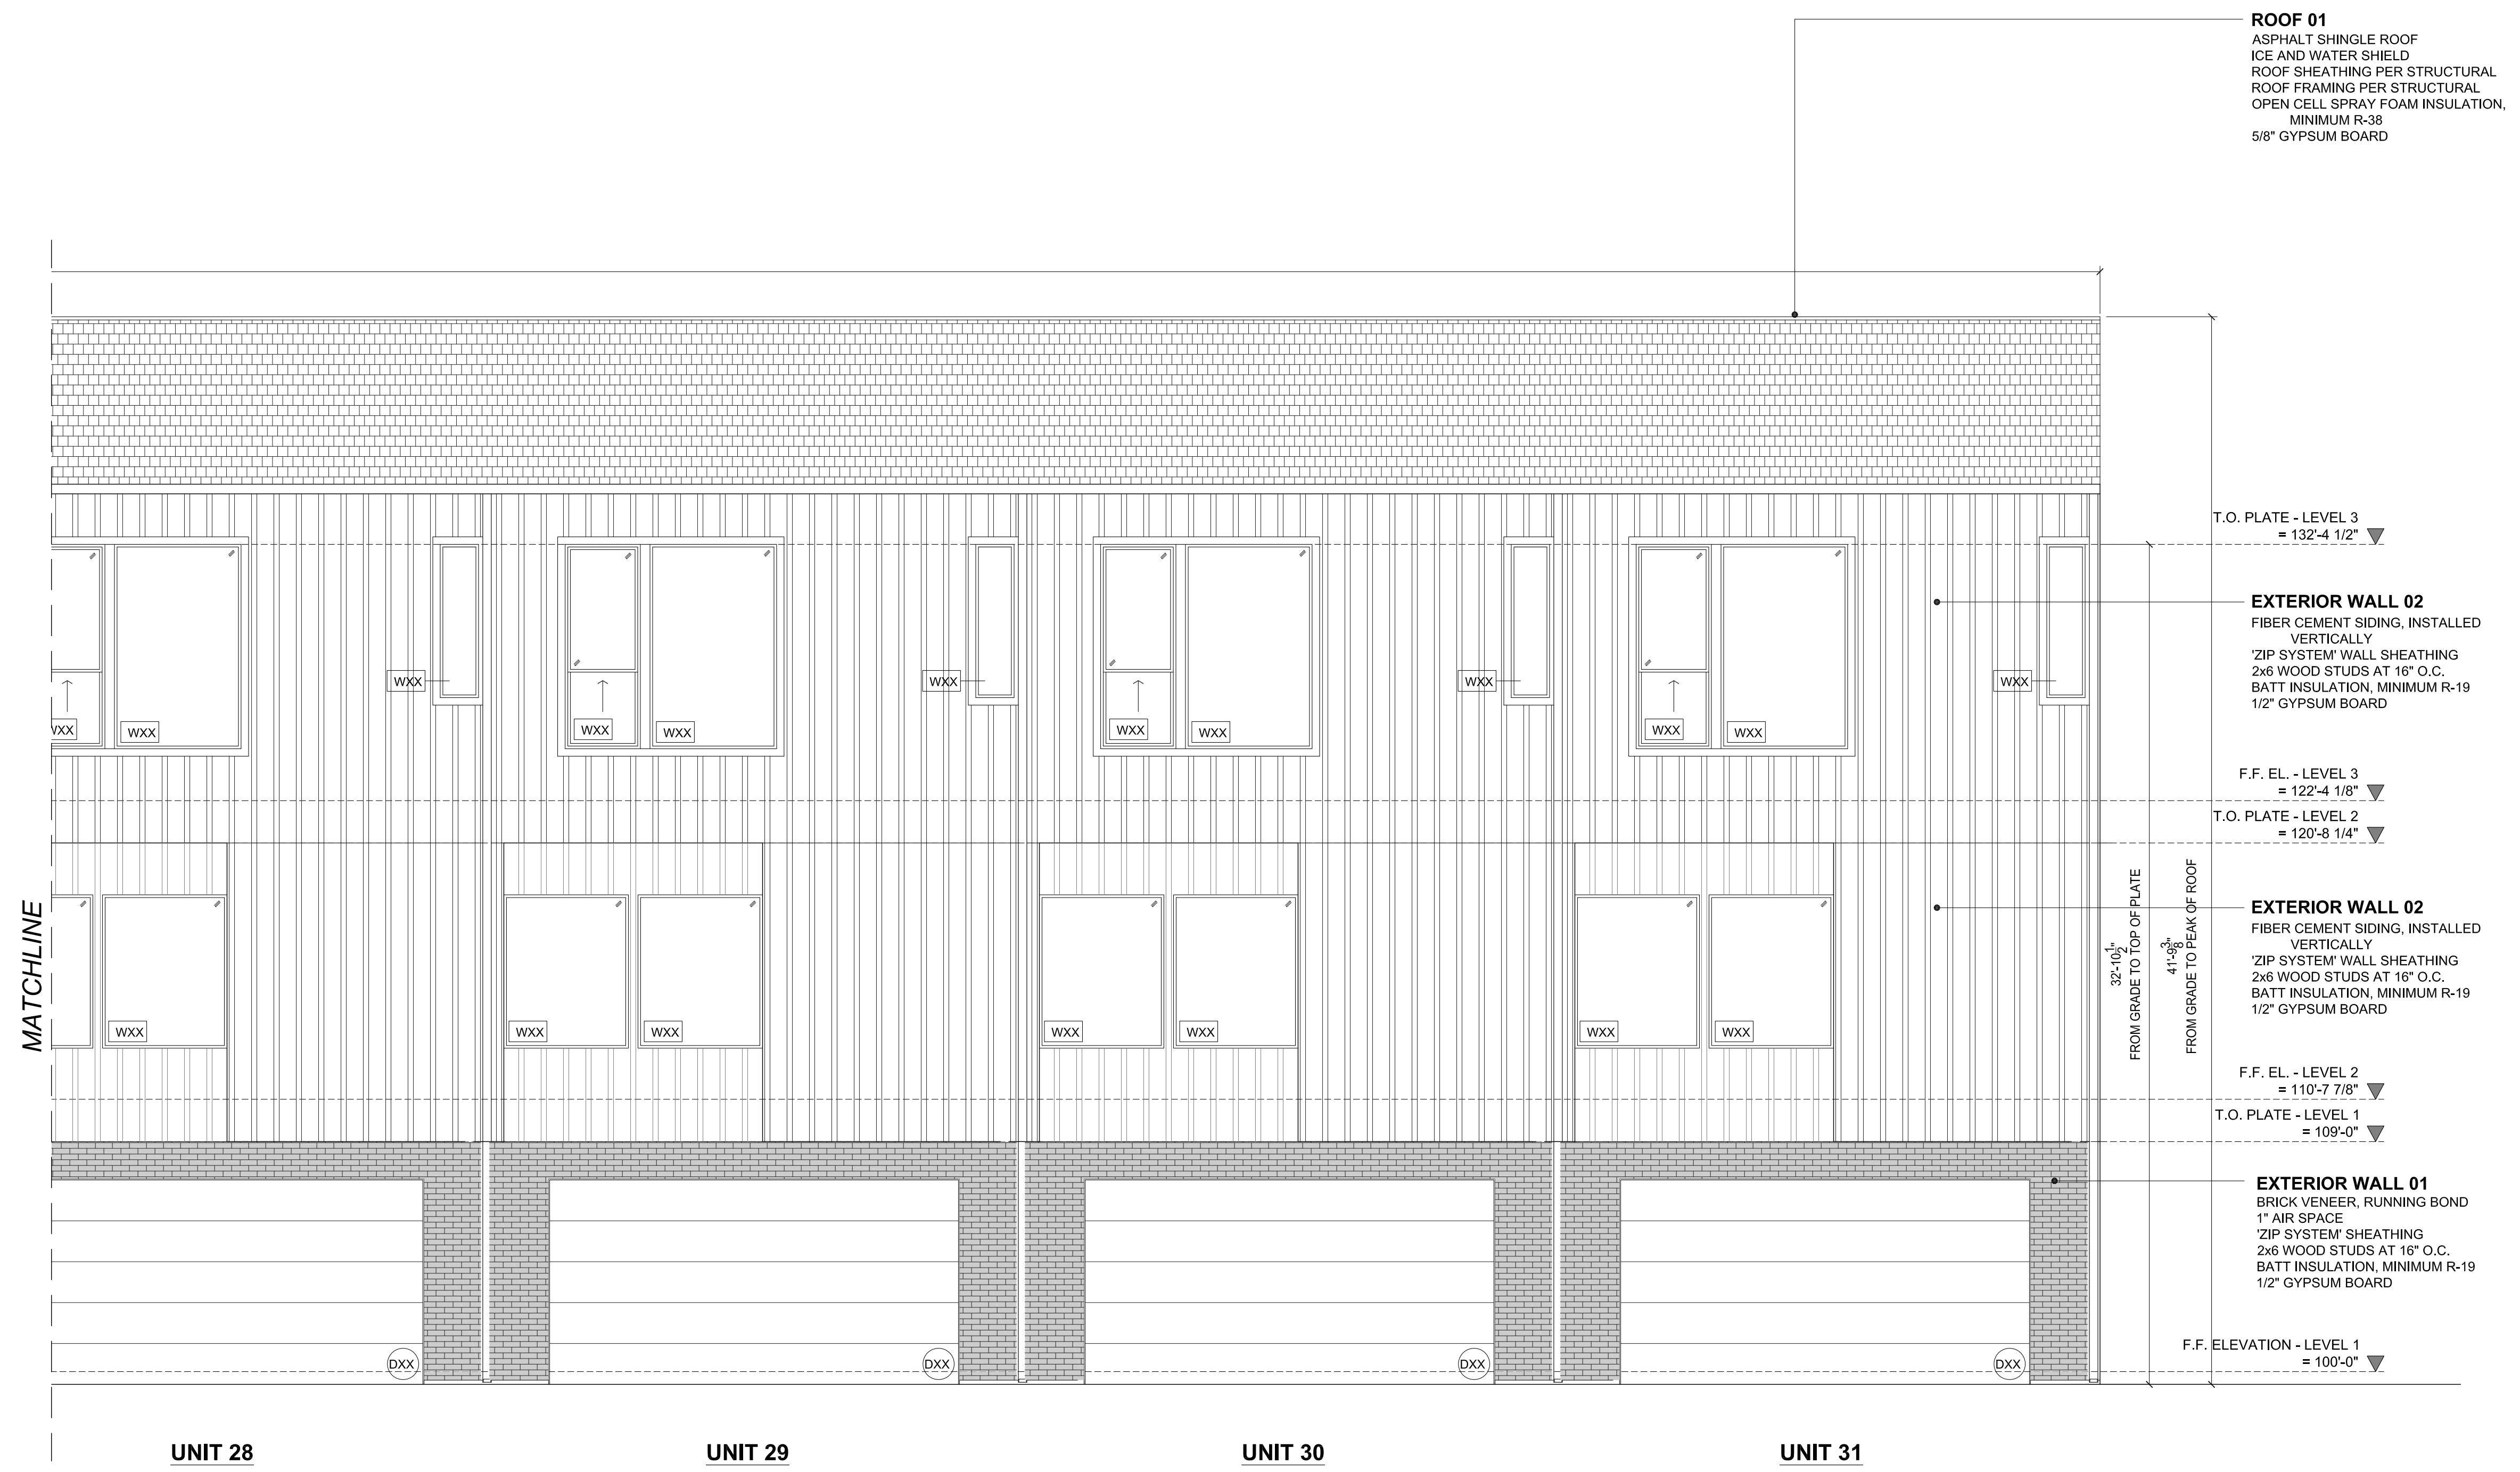 ROOF 01
ASPHALT SHINGLE ROOF
ICE AND WATER SHIELD
ROOF SHEATHING PER STRUCTURAL
ROOF FRAMING PER STRUCTURAL
OPEN CELL SPRAY FOAM INSULATION,
MINIMUM R-38
5/8" GYPSUM BOARD
T.O. PLATE - LEVEL 3
= 132'-4 1/2"
EXTERIOR WALL 02
FIBER CEMENT SIDING, INSTALLED
VERTICALLY
'ZIP SYSTEM' WALL SHEATHING
2x6 WOOD STUDS AT 16" O.C.
BATT INSULATION, MINIMUM R-19
1/2" GYPSUM BOARD
WXX
WXX
WXX
WXX
WXX
WXX
WXX
WXX
WXX
WXX
WXX
WXX
F.F. EL. - LEVEL 3
= 122'-4 1/8"
T.O. PLATE - LEVEL 2
= 120'-8 1/4"
MATCHLINE
32'-10 1/2"
FROM GRADE TO TOP OF PLATE
41'-9 3/8"
FROM GRADE TO PEAK OF ROOF
EXTERIOR WALL 02
FIBER CEMENT SIDING, INSTALLED
VERTICALLY
'ZIP SYSTEM' WALL SHEATHING
2x6 WOOD STUDS AT 16" O.C.
BATT INSULATION, MINIMUM R-19
1/2" GYPSUM BOARD
WXX
WXX
WXX
WXX
WXX
WXX
WXX
F.F. EL. - LEVEL 2
= 110'-7 7/8"
T.O. PLATE - LEVEL 1
= 109'-0"
EXTERIOR WALL 01
BRICK VENEER, RUNNING BOND
1" AIR SPACE
'ZIP SYSTEM' SHEATHING
2x6 WOOD STUDS AT 16" O.C.
BATT INSULATION, MINIMUM R-19
1/2" GYPSUM BOARD
F.F. ELEVATION - LEVEL 1
= 100'-0"
DXX
DXX
DXX
DXX
UNIT 28
UNIT 29
UNIT 30
UNIT 31